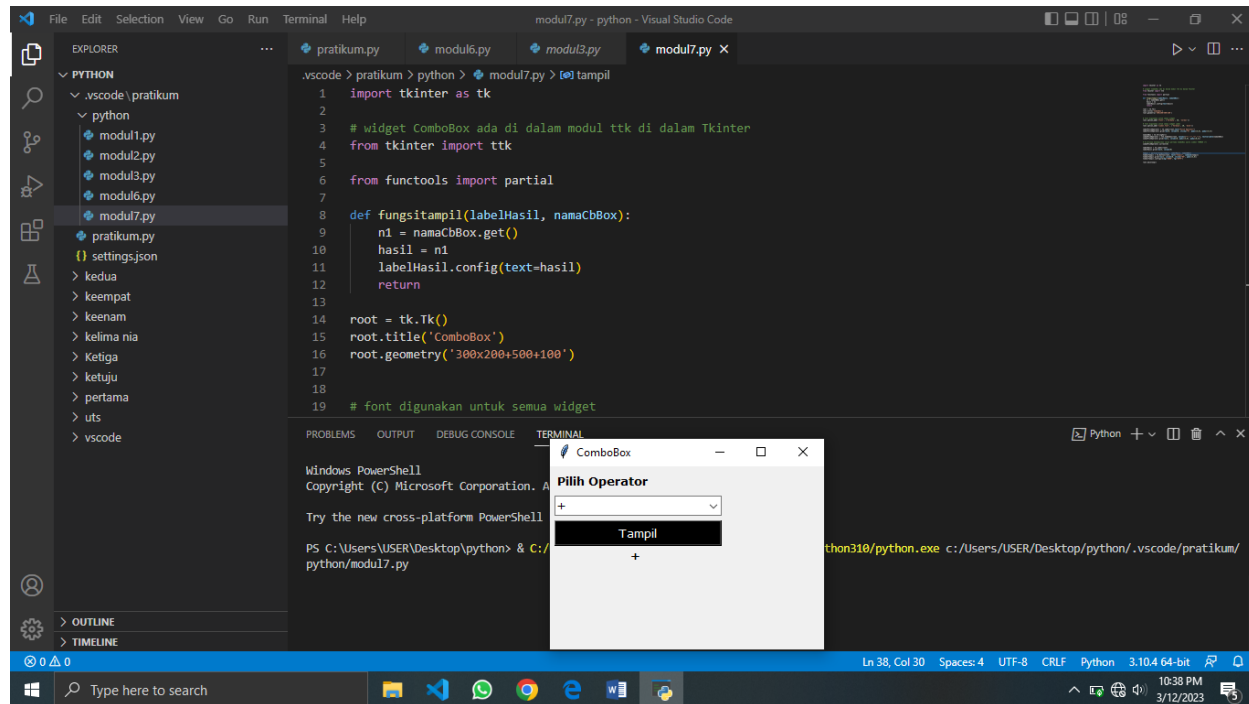 File Edit Selection View Go Run Terminal Help modul7.py - python - Visual Studio Code
EXPLORER
PYTHON
.vscode \ pratikum
python
modul1.py
modul2.py
modul3.py
modul6.py
modul7.py
pratikum.py
{} settings.json
kedua
keempat
keenam
kelima nia
Ketiga
ketuju
pertama
uts
vscode
OUTLINE
TIMELINE
pratikum.py modul6.py modul3.py modul7.py
.vscode > pratikum > python > modul7.py > tampil
1 import tkinter as tk
2
3 # widget ComboBox ada di dalam modul ttk di dalam Tkinter
4 from tkinter import ttk
5
6 from functools import partial
7
8 def fungsitampil(labelHasil, namaCbBox):
9 n1 = namaCbBox.get()
10 hasil = n1
11 labelHasil.config(text=hasil)
12 return
13
14 root = tk.Tk()
15 root.title('ComboBox')
16 root.geometry('300x200+500+100')
17
18
19 # font digunakan untuk semua widget
PROBLEMS OUTPUT DEBUG CONSOLE TERMINAL
Python
Windows PowerShell
Copyright (C) Microsoft Corporation. A
Try the new cross-platform PowerShell
PS C:\Users\USER\Desktop\python> & C:/ thon310/python.exe c:/Users/USER/Desktop/python/.vscode/pratikum/
python/modul7.py
ComboBox
Pilih Operator
+
Tampil
+
0 0 Ln 38, Col 30 Spaces: 4 UTF-8 CRLF Python 3.10.4 64-bit
Type here to search
10:38 PM
3/12/2023
5